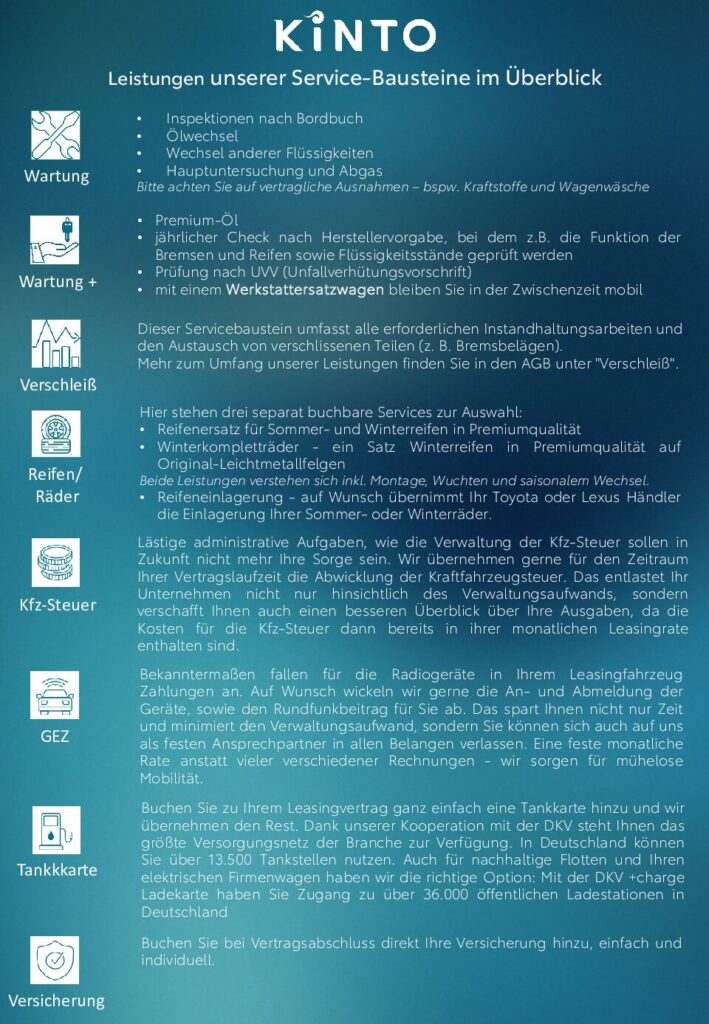 KiNTO
Leistungen unserer Service-Bausteine im Überblick
Wartung
• Inspektionen nach Bordbuch
• Ölwechsel
• Wechsel anderer Flüssigkeiten
• Hauptuntersuchung und Abgas
Bitte achten Sie auf vertragliche Ausnahmen – bspw. Kraftstoffe und Wagenwäsche
Wartung +
• Premium-Öl
• jährlicher Check nach Herstellervorgabe, bei dem z.B. die Funktion der
Bremsen und Reifen sowie Flüssigkeitsstände geprüft werden
• Prüfung nach UVV (Unfallverhütungsvorschrift)
• mit einem Werkstattersatzwagen bleiben Sie in der Zwischenzeit mobil
Verschleiß
Dieser Servicebaustein umfasst alle erforderlichen Instandhaltungsarbeiten und
den Austausch von verschlissenen Teilen (z. B. Bremsbelägen).
Mehr zum Umfang unserer Leistungen finden Sie in den AGB unter "Verschleiß".
Reifen/
Räder
Hier stehen drei separat buchbare Services zur Auswahl:
• Reifenersatz für Sommer- und Winterreifen in Premiumqualität
• Winterkompletträder - ein Satz Winterreifen in Premiumqualität auf
Original-Leichtmetallfelgen
Beide Leistungen verstehen sich inkl. Montage, Wuchten und saisonalem Wechsel.
• Reifeneinlagerung - auf Wunsch übernimmt Ihr Toyota oder Lexus Händler
die Einlagerung Ihrer Sommer- oder Winterräder.
Kfz-Steuer
Lästige administrative Aufgaben, wie die Verwaltung der Kfz-Steuer sollen in
Zukunft nicht mehr Ihre Sorge sein. Wir übernehmen gerne für den Zeitraum
Ihrer Vertragslaufzeit die Abwicklung der Kraftfahrzeugsteuer. Das entlastet Ihr
Unternehmen nicht nur hinsichtlich des Verwaltungsaufwands, sondern
verschafft Ihnen auch einen besseren Überblick über Ihre Ausgaben, da die
Kosten für die Kfz-Steuer dann bereits in ihrer monatlichen Leasingrate
enthalten sind.
GEZ
Bekanntermaßen fallen für die Radiogeräte in Ihrem Leasingfahrzeug
Zahlungen an. Auf Wunsch wickeln wir gerne die An- und Abmeldung der
Geräte, sowie den Rundfunkbeitrag für Sie ab. Das spart Ihnen nicht nur Zeit
und minimiert den Verwaltungsaufwand, sondern Sie können sich auch auf uns
als festen Ansprechpartner in allen Belangen verlassen. Eine feste monatliche
Rate anstatt vieler verschiedener Rechnungen - wir sorgen für mühelose
Mobilität.
Tankkkarte
Buchen Sie zu Ihrem Leasingvertrag ganz einfach eine Tankkarte hinzu und wir
übernehmen den Rest. Dank unserer Kooperation mit der DKV steht Ihnen das
größte Versorgungsnetz der Branche zur Verfügung. In Deutschland können
Sie über 13.500 Tankstellen nutzen. Auch für nachhaltige Flotten und Ihren
elektrischen Firmenwagen haben wir die richtige Option: Mit der DKV +charge
Ladekarte haben Sie Zugang zu über 36.000 öffentlichen Ladestationen in
Deutschland
Versicherung
Buchen Sie bei Vertragsabschluss direkt Ihre Versicherung hinzu, einfach und
individuell.